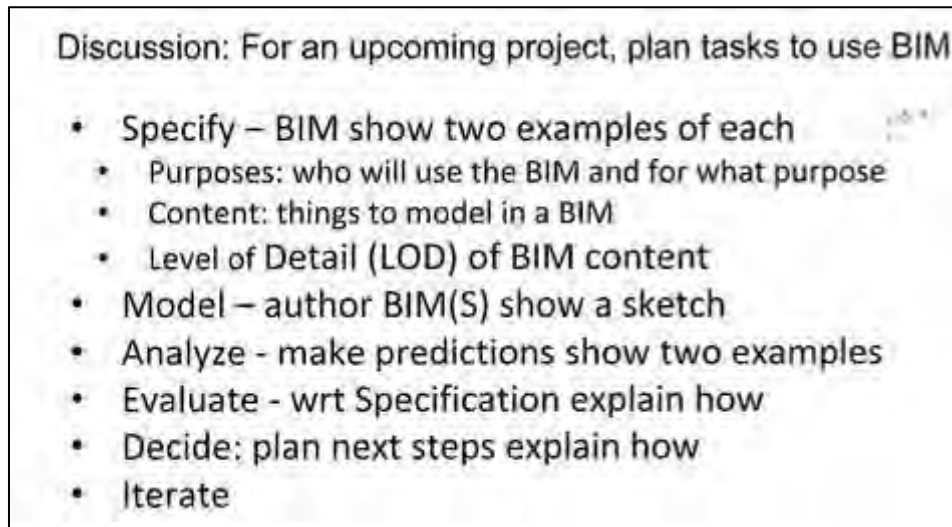 Discussion: For an upcoming project, plan tasks to use BIM
• Specify – BIM show two examples of each
• Purposes: who will use the BIM and for what purpose
• Content: things to model in a BIM
• Level of Detail (LOD) of BIM content
• Model – author BIM(S) show a sketch
• Analyze - make predictions show two examples
• Evaluate - wrt Specification explain how
• Decide: plan next steps explain how
• Iterate